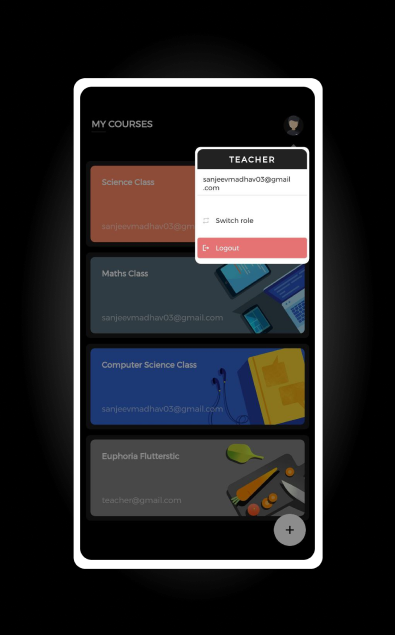 MY COURSES
TEACHER
sanjeevmadhav03@gmail
.com
Switch role
Logout
Science Class
sanjeevmadhav03@gm
Maths Class
sanjeevmadhav03@gmail.com
Computer Science Class
sanjeevmadhav03@gmail.com
Euphoria Flutterstic
teacher@gmail.com
+